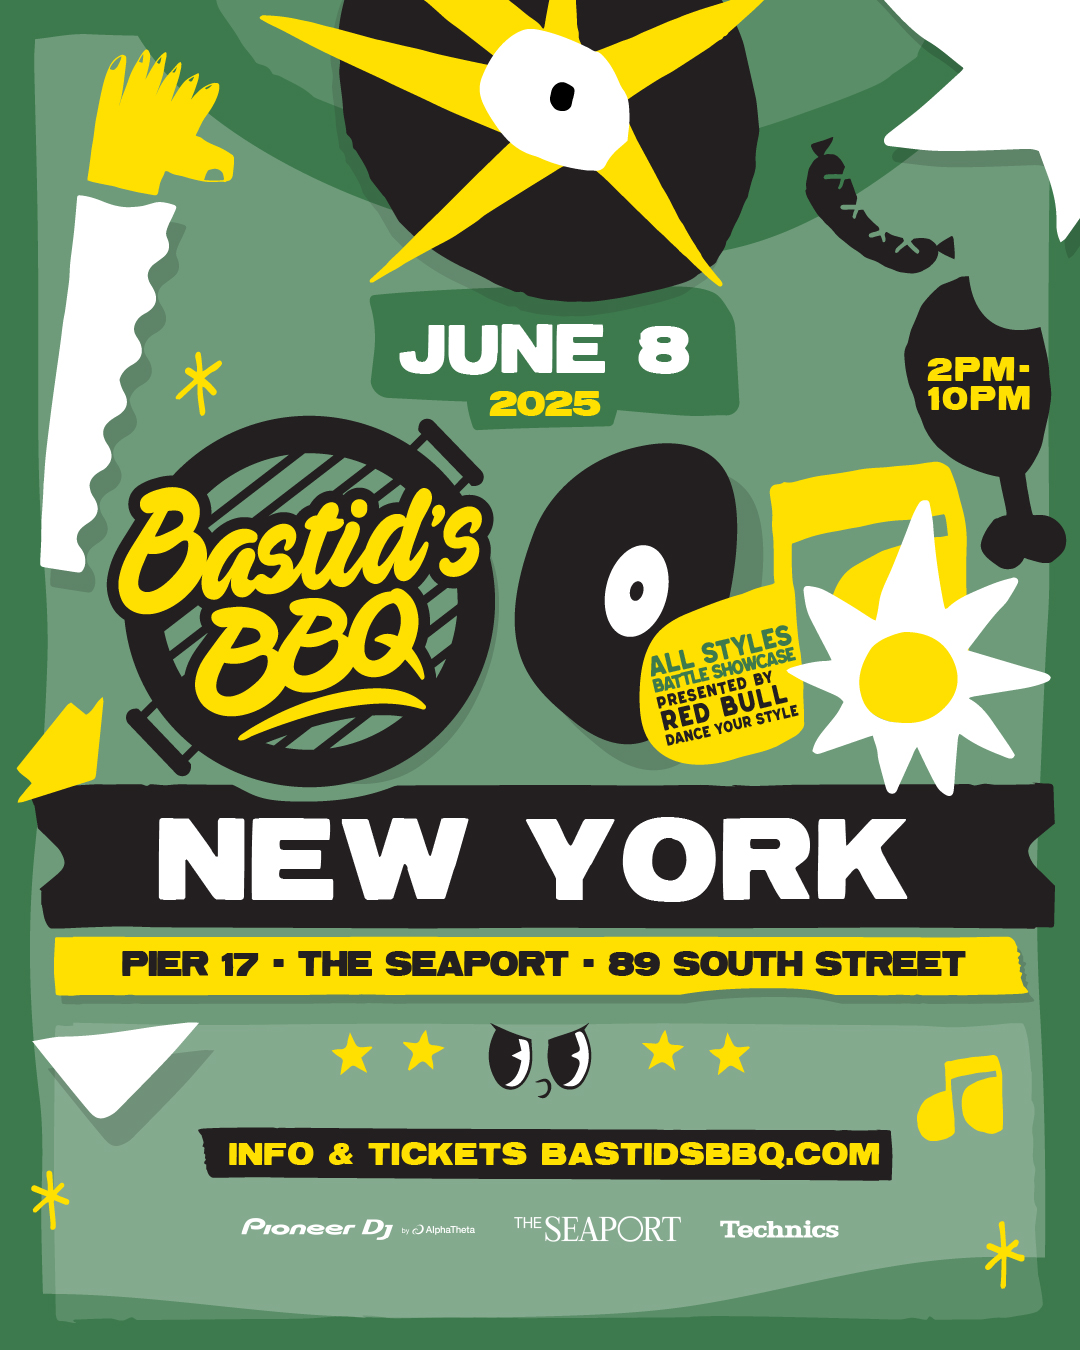 JUNE 8
2025
2PM-
10PM
Bastid's
BBQ
ALL STYLES
BATTLE SHOWCASE
PRESENTED BY
RED BULL
DANCE YOUR STYLE
NEW YORK
PIER 17 - THE SEAPORT - 89 SOUTH STREET
INFO & TICKETS BASTIDSBBQ.COM
Pioneer Dj by AlphaTheta
THE SEAPORT
Technics